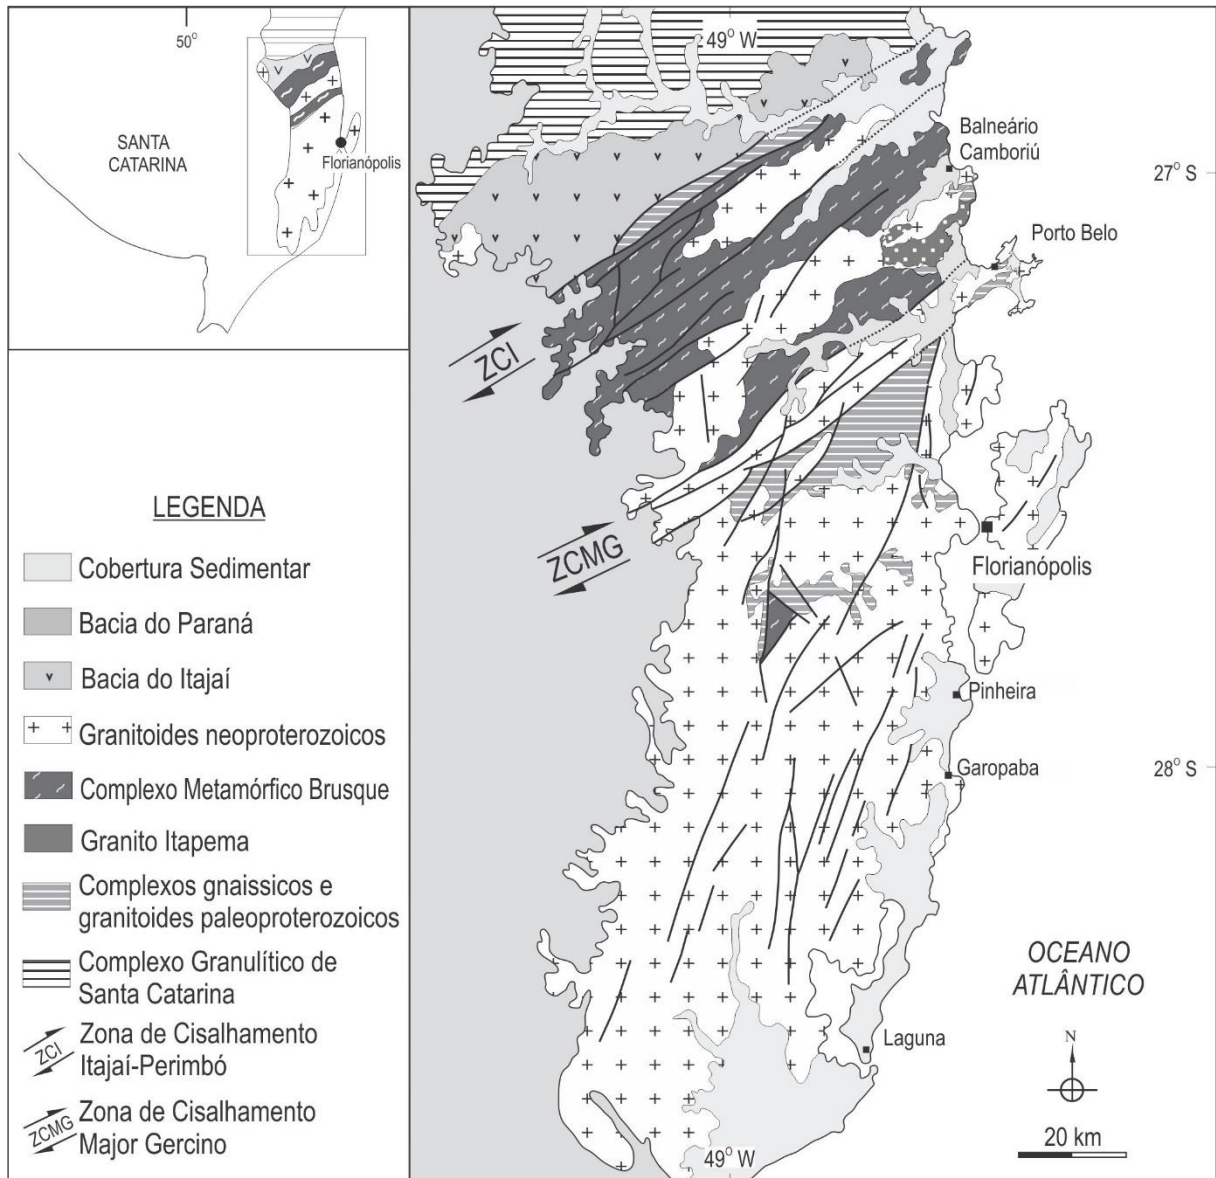 50°
SANTA
CATARINA
Florianópolis
LEGENDA
Cobertura Sedimentar
Bacia do Paraná
Bacia do Itajaí
Granitoides neoproterozoicos
Complexo Metamórfico Brusque
Granito Itapema
Complexos gnaissicos e
granitoides paleoproterozoicos
Complexo Granulítico de
Santa Catarina
ZCI
Zona de Cisalhamento
Itajaí-Perimbó
ZCMG
Zona de Cisalhamento
Major Gercino
49° W
Balneário
Camboriú
27° S
Porto Belo
ZCI
ZCMG
Florianópolis
Pinheira
28° S
Garopaba
OCEANO
ATLÂNTICO
Laguna
N
20 km
49° W